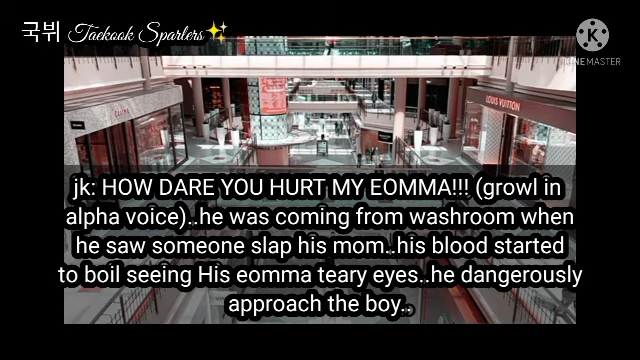 국뷔 Taekook Sparlers✨
K
KINEMASTER
CELINE
LOUIS VUITTON
jk: HOW DARE YOU HURT MY EOMMA!!! (growl in
alpha voice)..he was coming from washroom when
he saw someone slap his mom..his blood started
to boil seeing His eomma teary eyes..he dangerously
approach the boy..